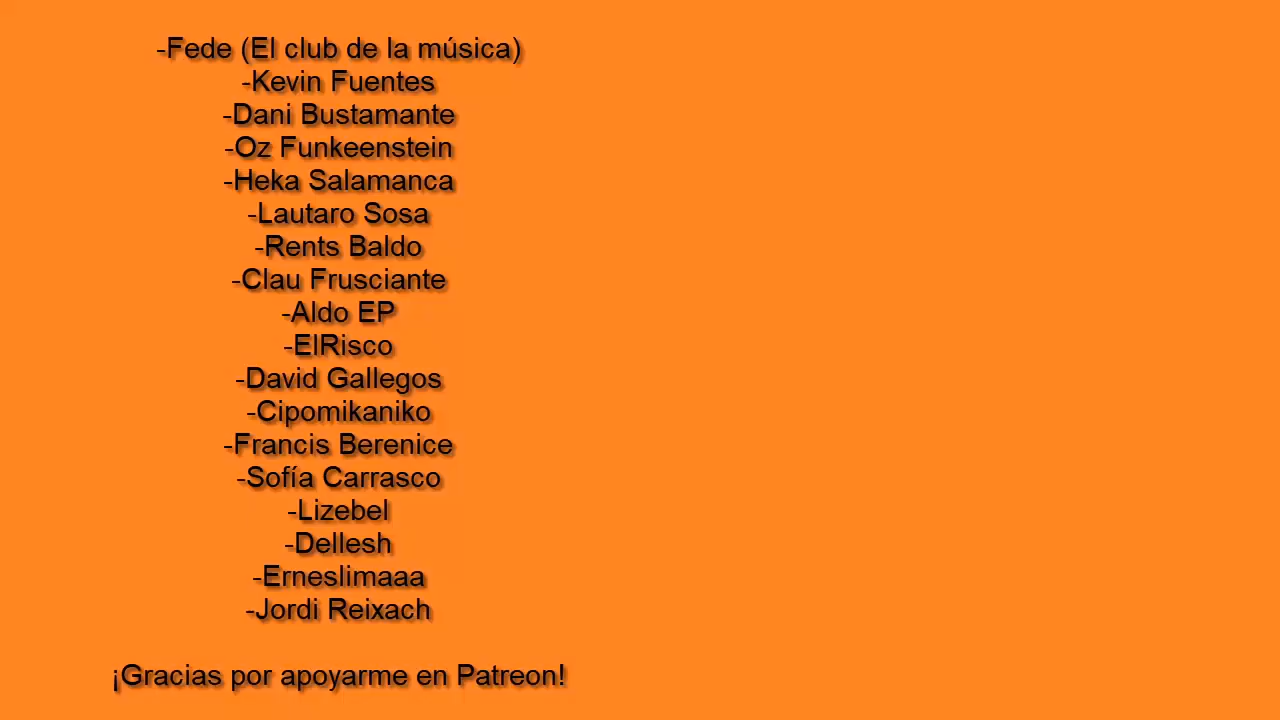 -Fede (El club de la música)
-Kevin Fuentes
-Dani Bustamante
-Oz Funkeenstein
-Heka Salamanca
-Lautaro Sosa
-Rents Baldo
-Clau Frusciante
-Aldo EP
-ElRisco
-David Gallegos
-Cipomikaniko
-Francis Berenice
-Sofía Carrasco
-Lizebel
-Dellesh
-Erneslimaaa
-Jordi Reixach
¡Gracias por apoyarme en Patreon!